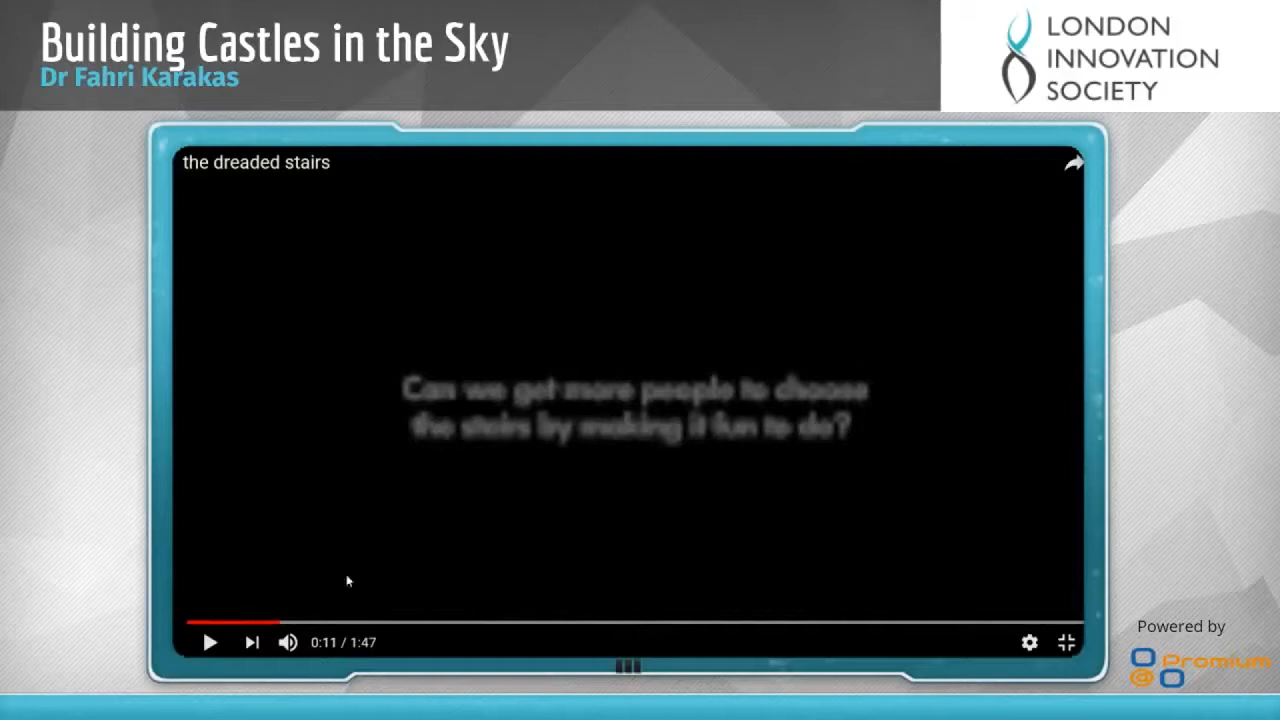 Building Castles in the Sky
Dr Fahri Karakas
LONDON
INNOVATION
SOCIETY
the dreaded stairs
Can we get more people to choose
the stairs by making it fun to do?
0:11 / 1:47
Powered by
Promium